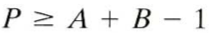 P ≥ A + B − 1